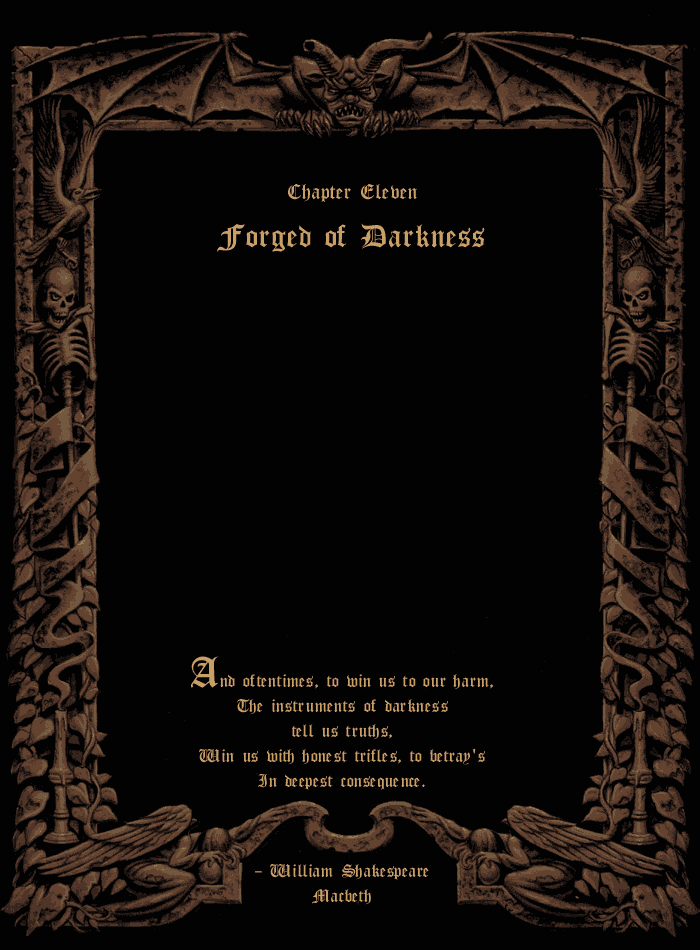 Chapter Eleven
Forged of Darkness
And oftentimes, to win us to our harm,
The instruments of darkness
tell us truths,
Win us with honest trifles, to betray's
In deepest consequence.
- William Shakespeare
Macbeth